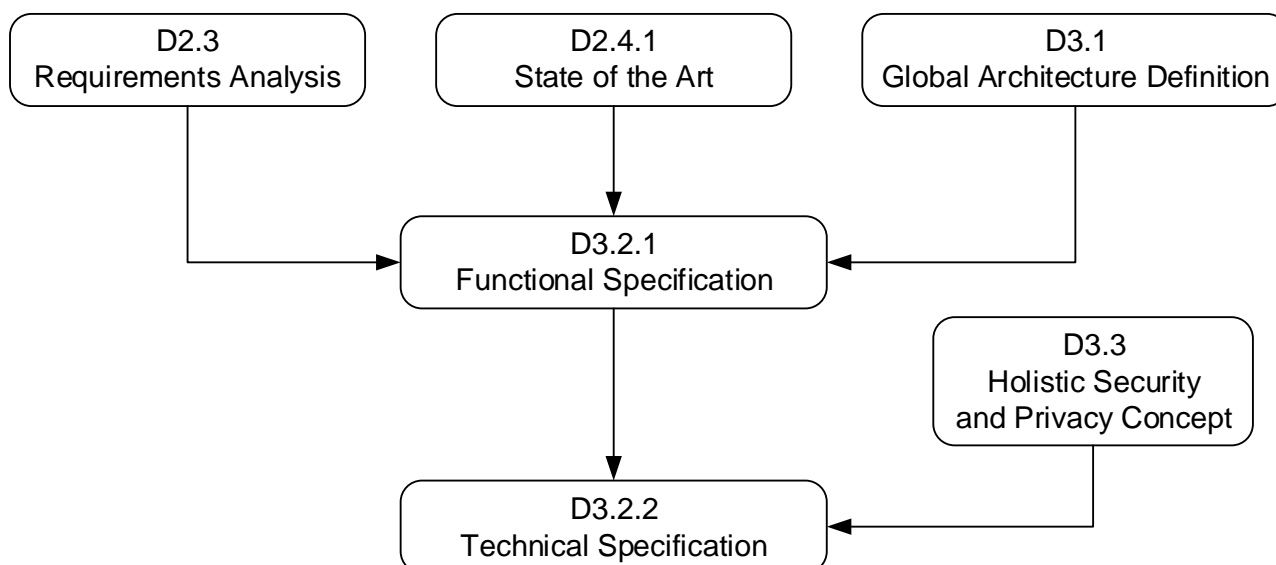 D2.3
Requirements Analysis
D2.4.1
State of the Art
D3.1
Global Architecture Definition
D3.2.1
Functional Specification
D3.3
Holistic Security
and Privacy Concept
D3.2.2
Technical Specification